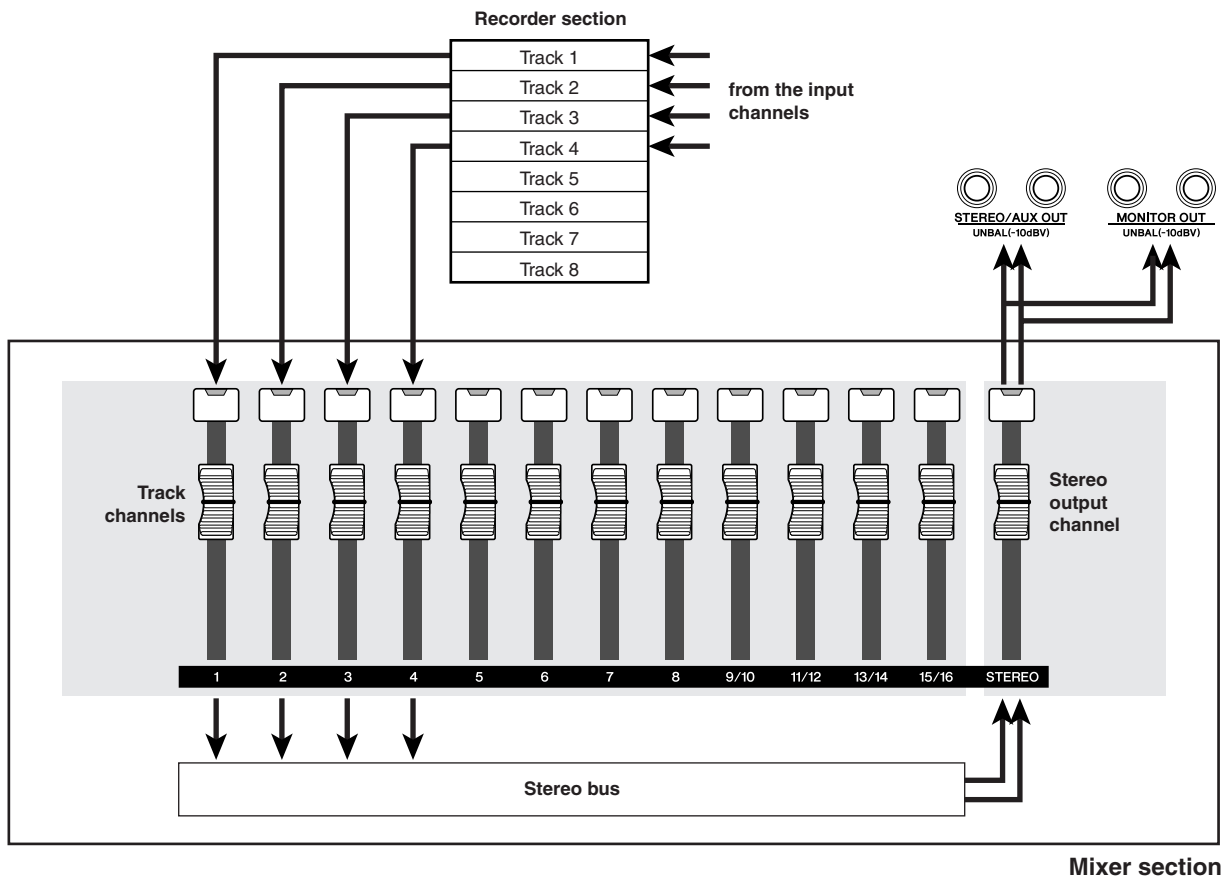 Recorder section
Track 1
Track 2
Track 3
Track 4
Track 5
Track 6
Track 7
Track 8
from the input
channels
STEREO/AUX OUT
UNBAL(-10dBV)
MONITOR OUT
UNBAL(-10dBV)
Track
channels
Stereo
output
channel
1 2 3 4 5 6 7 8 9/10 11/12 13/14 15/16 STEREO
Stereo bus
Mixer section